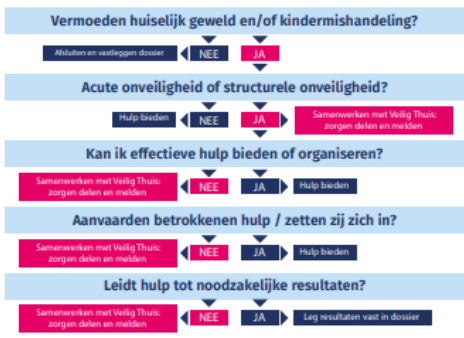 Vermoeden huiselijk geweld en/of kindermishandeling?
Afsluiten en vastleggen dossier NEE JA
Acute onveiligheid of structurele onveiligheid?
Hulp bieden NEE JA Samenwerken met Veilig Thuis:
zorgen delen en melden
Kan ik effectieve hulp bieden of organiseren?
Samenwerken met Veilig Thuis:
zorgen delen en melden
NEE JA Hulp bieden
Aanvaarden betrokkenen hulp / zetten zij zich in?
Samenwerken met Veilig Thuis:
zorgen delen en melden
NEE JA Hulp bieden
Leidt hulp tot noodzakelijke resultaten?
Samenwerken met Veilig Thuis:
zorgen delen en melden
NEE JA Leg resultaten vast in dossier